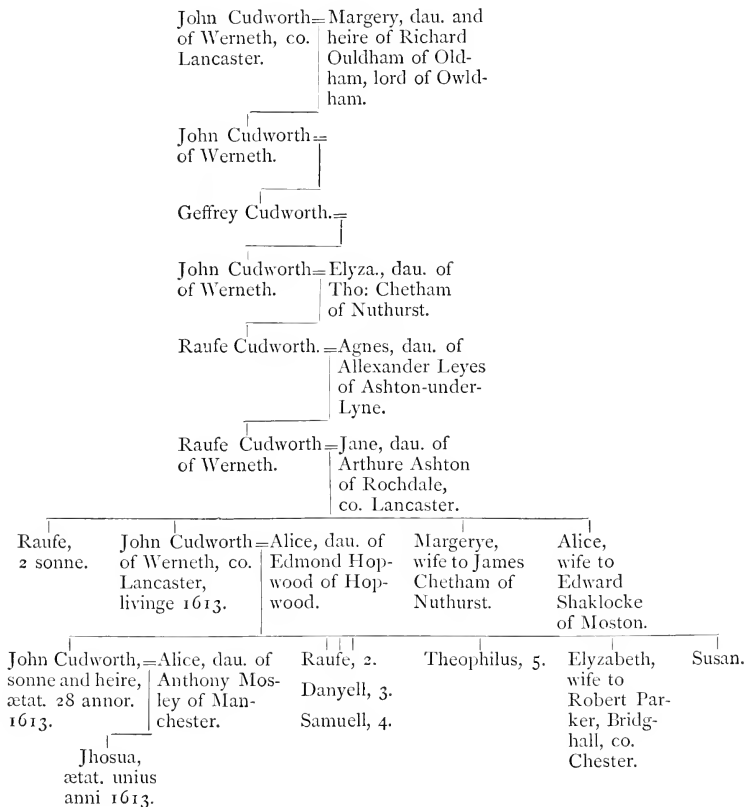 John Cudworth=
of Werneth, co.
Lancaster.
Margery, dau. and
heire of Richard
Ouldham of Old-
ham, lord of Owld-
ham.
John Cudworth=
of Werneth.
Geffrey Cudworth.=
John Cudworth=
of Werneth.
Elyza., dau. of
Tho: Chetham
of Nuthurst.
Raufe Cudworth.=
Agnes, dau. of
Allexander Leyes
of Ashton-under-
Lyne.
Raufe Cudworth=
of Werneth.
Jane, dau. of
Arthure Ashton
of Rochdale,
co. Lancaster.
Raufe,
2 sonne.
John Cudworth=
of Werneth, co.
Lancaster,
livinge 1613.
Alice, dau. of
Edmond Hop-
wood of Hop-
wood.
Margerye,
wife to James
Chetham of
Nuthurst.
Alice,
wife to
Edward
Shaklocke
of Moston.
John Cudworth,=
sonne and heire,
ætat. 28 annor.
1613.
Alice, dau. of
Anthony Mos-
ley of Man-
chester.
Raufe, 2.
Danyell, 3.
Samuell, 4.
Theophilus, 5.
Elyzabeth,
wife to
Robert Par-
ker, Bridg-
hall, co.
Chester.
Susan.
Jhosua,
ætat. unius
anni 1613.